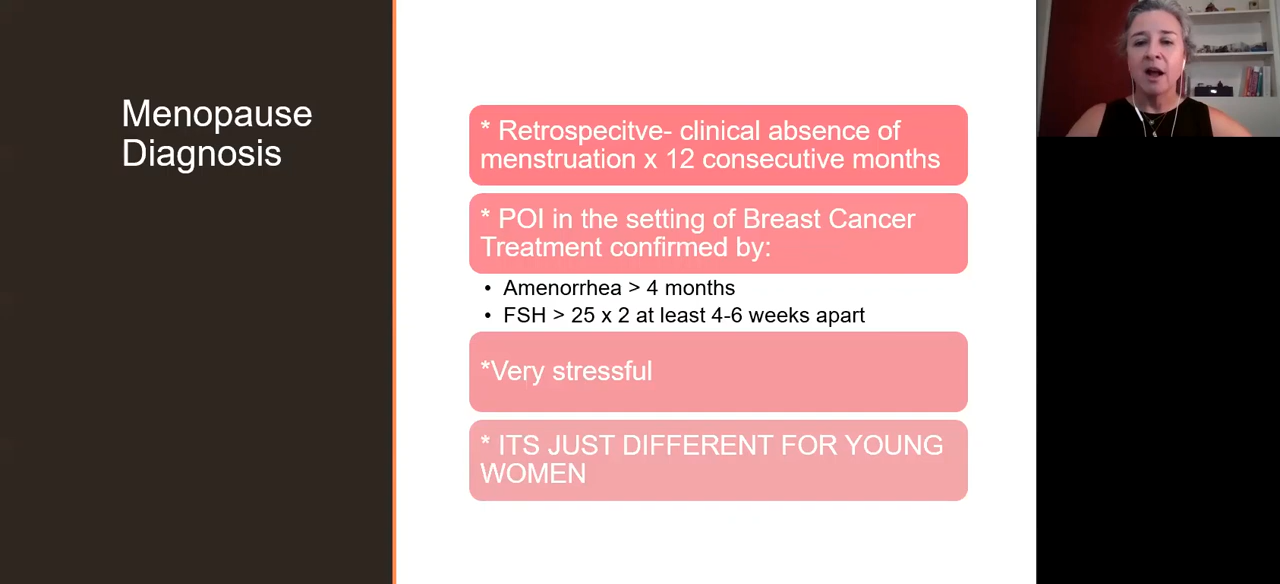 Menopause
Diagnosis
* Retrospecitve- clinical absence of
menstruation x 12 consecutive months
* POI in the setting of Breast Cancer
Treatment confirmed by:
• Amenorrhea > 4 months
• FSH > 25 x 2 at least 4-6 weeks apart
*Very stressful
* ITS JUST DIFFERENT FOR YOUNG
WOMEN